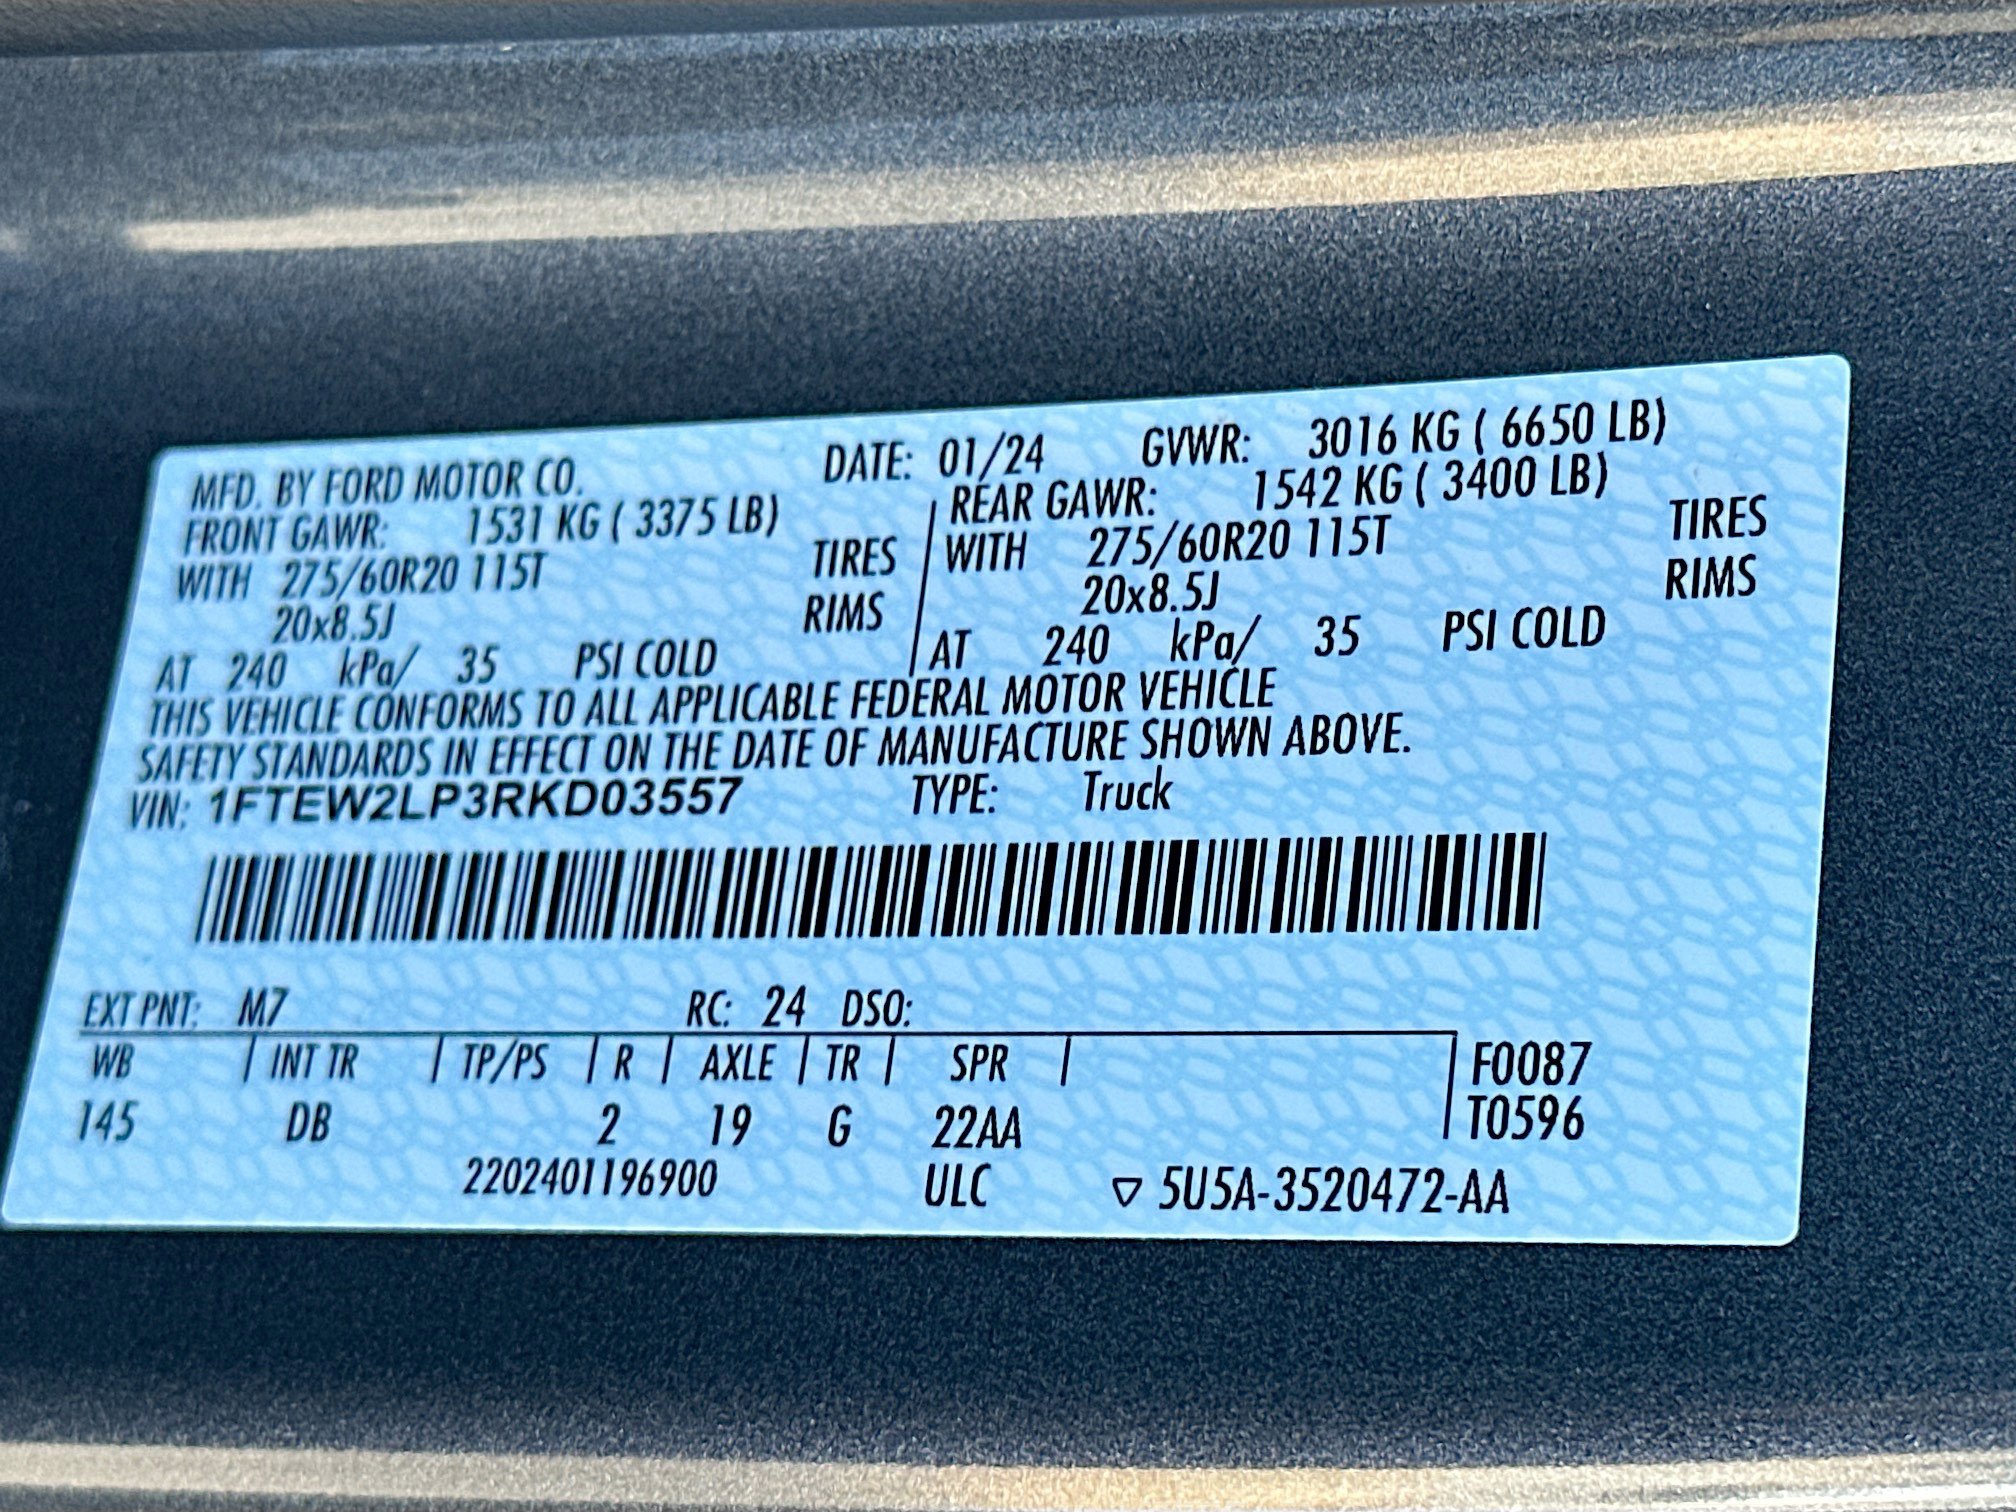 MFD. BY FORD MOTOR CO. DATE: 01/24 GVWR: 3016 KG ( 6650 LB)
FRONT GAWR: 1531 KG ( 3375 LB) REAR GAWR: 1542 KG ( 3400 LB)
WITH 275/60R20 115T TIRES WITH 275/60R20 115T TIRES
20x8.5J RIMS 20x8.5J RIMS
AT 240 kPa/ 35 PSI COLD AT 240 kPa/ 35 PSI COLD
THIS VEHICLE CONFORMS TO ALL APPLICABLE FEDERAL MOTOR VEHICLE
SAFETY STANDARDS IN EFFECT ON THE DATE OF MANUFACTURE SHOWN ABOVE.
VIN: 1FTEW2LP3RKD03557 TYPE: Truck
EXT PNT: M7 RC: 24 DSO:
WB | INT TR | TP/PS | R | AXLE | TR | SPR | F0087
145 DB 2 19 G 22AA T0596
2202401196900 ULC ▽ 5U5A-3520472-AA